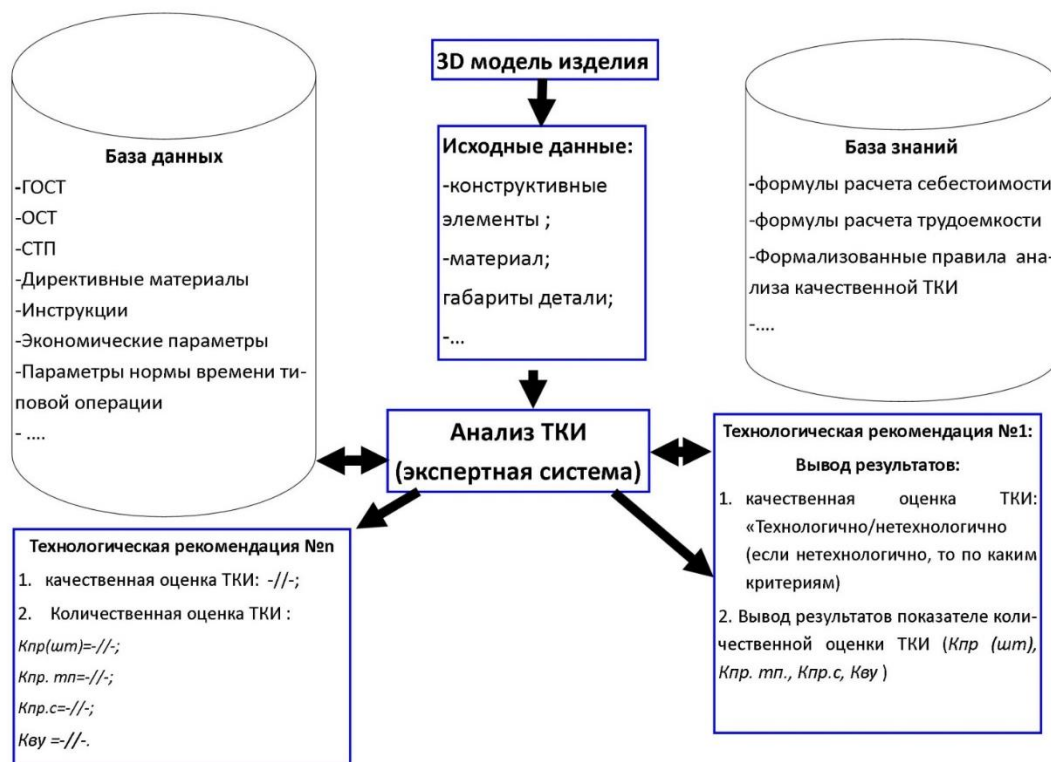 3D модель изделия
База данных
-ГОСТ
-ОСТ
-СТП
-Директивные материалы
-Инструкции
-Экономические параметры
-Параметры нормы времени ти-
повой операции
- ....
Исходные данные:
-конструктивные
элементы ;
-материал;
габариты детали;
-...
База знаний
-формулы расчета себестоимости
-формулы расчета трудоемкости
-Формализованные правила ана-
лиза качественной ТКИ
-....
Анализ ТКИ
(экспертная система)
Технологическая рекомендация №n
1. качественная оценка ТКИ: -//-;
2. Количественная оценка ТКИ :
Кпр(шт)=-//-;
Кпр. тп=-//-;
Кпр.с=-//-;
Кву =-//-.
Технологическая рекомендация №1:
Вывод результатов:
1. качественная оценка ТКИ:
«Технологично/нетехнологично
(если нетехнологично, то по каким
критериям)
2. Вывод результатов показателе коли-
чественной оценки ТКИ (Кпр (шт),
Кпр. тп., Кпр.с, Кву )